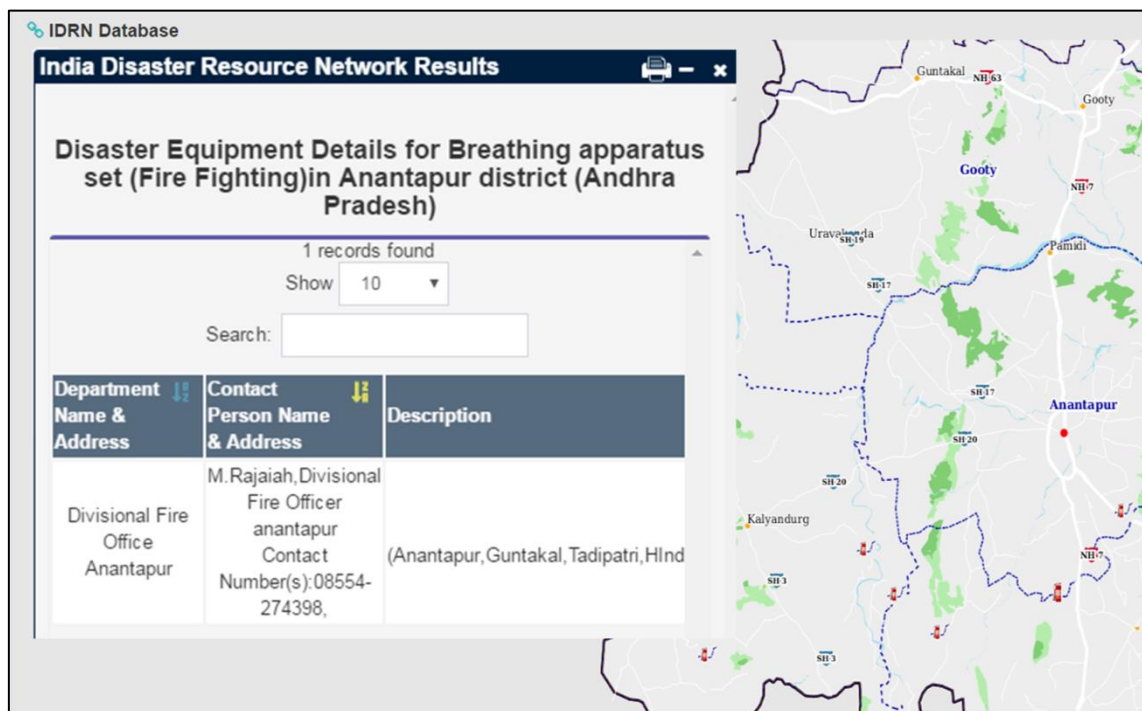 IDRN Database
India Disaster Resource Network Results
Disaster Equipment Details for Breathing apparatus
set (Fire Fighting)in Anantapur district (Andhra
Pradesh)
1 records found
Show 10
Search:
Department
Name &
Address
Contact
Person Name
& Address
Description
Divisional Fire
Office
Anantapur
M.Rajaiah,Divisional
Fire Officer
anantapur
Contact
Number(s):08554-
274398,
(Anantapur,Guntakal,Tadipatri,HInd
Guntakal
NH 63
Gooty
Gooty
NH-7
SH-19
Pamidi
SH-17
SH-17
Anantapur
SH-20
SH-20
Kalyandurg
NH-7
SH-3
SH-3